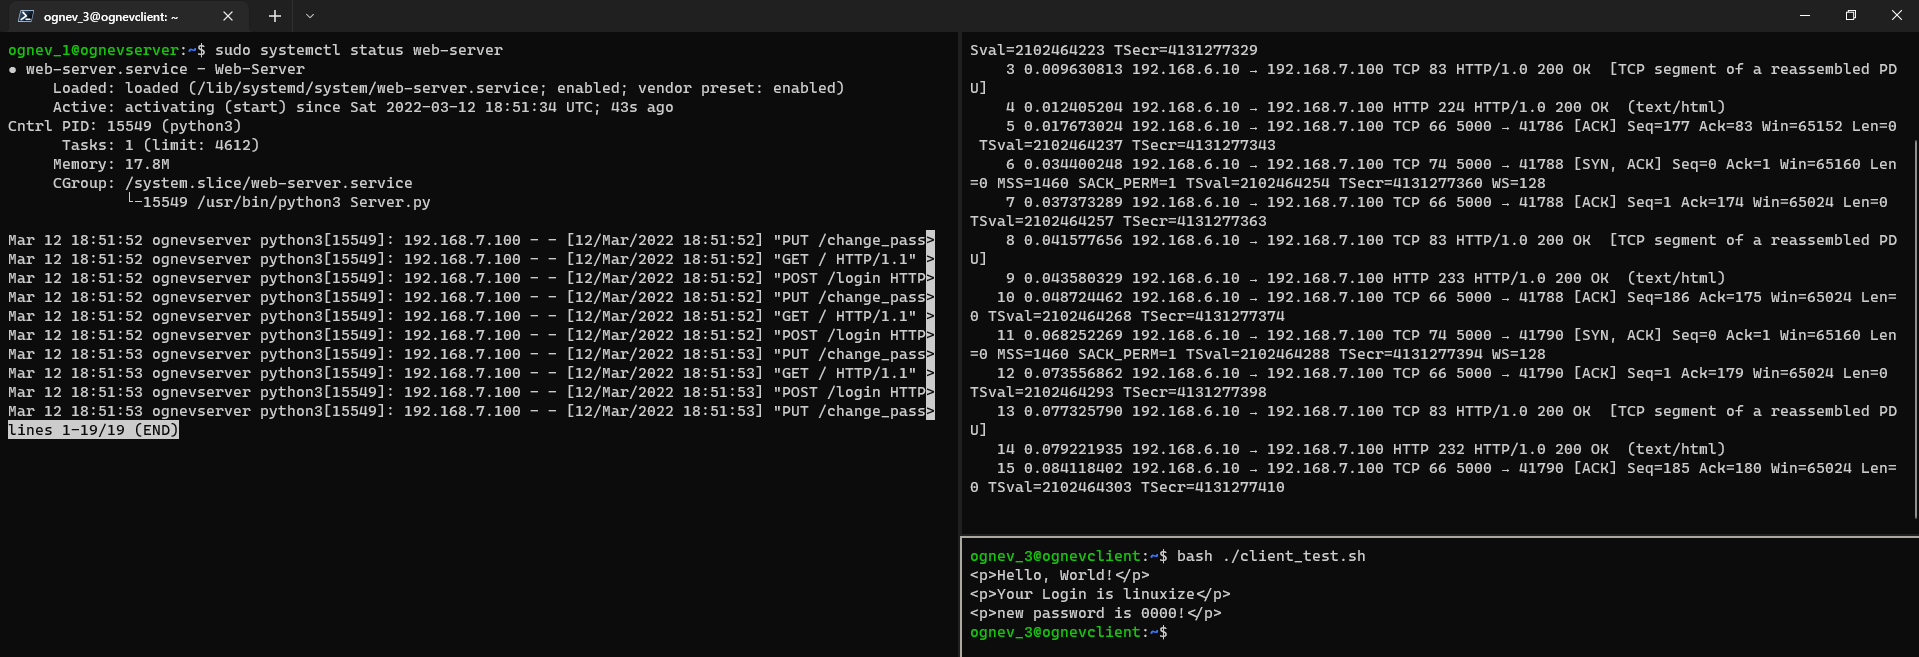 ognev_3@ognevclient: ~
ognev_1@ognevserver:~$ sudo systemctl status web-server
● web-server.service - Web-Server
Loaded: loaded (/lib/systemd/system/web-server.service; enabled; vendor preset: enabled)
Active: activating (start) since Sat 2022-03-12 18:51:34 UTC; 43s ago
Cntrl PID: 15549 (python3)
Tasks: 1 (limit: 4612)
Memory: 17.8M
CGroup: /system.slice/web-server.service
└─15549 /usr/bin/python3 Server.py
Mar 12 18:51:52 ognevserver python3[15549]: 192.168.7.100 - - [12/Mar/2022 18:51:52] "PUT /change_pass>
Mar 12 18:51:52 ognevserver python3[15549]: 192.168.7.100 - - [12/Mar/2022 18:51:52] "GET / HTTP/1.1" >
Mar 12 18:51:52 ognevserver python3[15549]: 192.168.7.100 - - [12/Mar/2022 18:51:52] "POST /login HTTP>
Mar 12 18:51:52 ognevserver python3[15549]: 192.168.7.100 - - [12/Mar/2022 18:51:52] "PUT /change_pass>
Mar 12 18:51:52 ognevserver python3[15549]: 192.168.7.100 - - [12/Mar/2022 18:51:52] "GET / HTTP/1.1" >
Mar 12 18:51:52 ognevserver python3[15549]: 192.168.7.100 - - [12/Mar/2022 18:51:52] "POST /login HTTP>
Mar 12 18:51:53 ognevserver python3[15549]: 192.168.7.100 - - [12/Mar/2022 18:51:53] "PUT /change_pass>
Mar 12 18:51:53 ognevserver python3[15549]: 192.168.7.100 - - [12/Mar/2022 18:51:53] "GET / HTTP/1.1" >
Mar 12 18:51:53 ognevserver python3[15549]: 192.168.7.100 - - [12/Mar/2022 18:51:53] "POST /login HTTP>
Mar 12 18:51:53 ognevserver python3[15549]: 192.168.7.100 - - [12/Mar/2022 18:51:53] "PUT /change_pass>
lines 1-19/19 (END)
Sval=2102464223 TSecr=4131277329
3 0.009630813 192.168.6.10 → 192.168.7.100 TCP 83 HTTP/1.0 200 OK  [TCP segment of a reassembled PD
U]
4 0.012405204 192.168.6.10 → 192.168.7.100 HTTP 224 HTTP/1.0 200 OK  (text/html)
5 0.017673024 192.168.6.10 → 192.168.7.100 TCP 66 5000 → 41786 [ACK] Seq=177 Ack=83 Win=65152 Len=0
TSval=2102464237 TSecr=4131277343
6 0.034400248 192.168.6.10 → 192.168.7.100 TCP 74 5000 → 41788 [SYN, ACK] Seq=0 Ack=1 Win=65160 Len
=0 MSS=1460 SACK_PERM=1 TSval=2102464254 TSecr=4131277360 WS=128
7 0.037373289 192.168.6.10 → 192.168.7.100 TCP 66 5000 → 41788 [ACK] Seq=1 Ack=174 Win=65024 Len=0
TSval=2102464257 TSecr=4131277363
8 0.041577656 192.168.6.10 → 192.168.7.100 TCP 83 HTTP/1.0 200 OK  [TCP segment of a reassembled PD
U]
9 0.043580329 192.168.6.10 → 192.168.7.100 HTTP 233 HTTP/1.0 200 OK  (text/html)
10 0.048724462 192.168.6.10 → 192.168.7.100 TCP 66 5000 → 41788 [ACK] Seq=186 Ack=175 Win=65024 Len=
0 TSval=2102464268 TSecr=4131277374
11 0.068252269 192.168.6.10 → 192.168.7.100 TCP 74 5000 → 41790 [SYN, ACK] Seq=0 Ack=1 Win=65160 Len
=0 MSS=1460 SACK_PERM=1 TSval=2102464288 TSecr=4131277394 WS=128
12 0.073556862 192.168.6.10 → 192.168.7.100 TCP 66 5000 → 41790 [ACK] Seq=1 Ack=179 Win=65024 Len=0
TSval=2102464293 TSecr=4131277398
13 0.077325790 192.168.6.10 → 192.168.7.100 TCP 83 HTTP/1.0 200 OK  [TCP segment of a reassembled PD
U]
14 0.079221935 192.168.6.10 → 192.168.7.100 HTTP 232 HTTP/1.0 200 OK  (text/html)
15 0.084118402 192.168.6.10 → 192.168.7.100 TCP 66 5000 → 41790 [ACK] Seq=185 Ack=180 Win=65024 Len=
0 TSval=2102464303 TSecr=4131277410
ognev_3@ognevclient:~$ bash ./client_test.sh
<p>Hello, World!</p>
<p>Your Login is linuxize</p>
<p>new password is 0000!</p>
ognev_3@ognevclient:~$